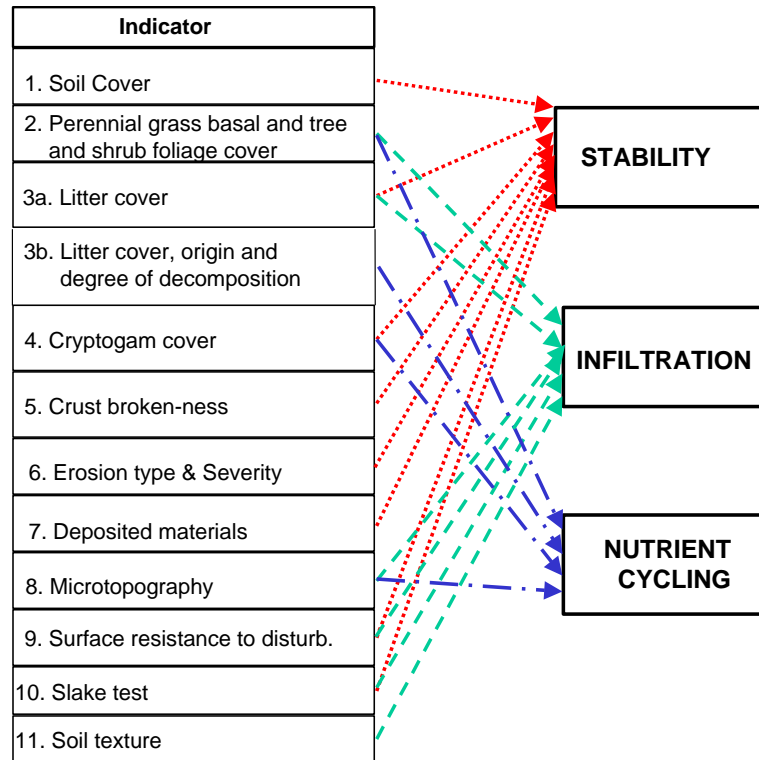 Indicator
1. Soil Cover
2. Perennial grass basal and tree
and shrub foliage cover
3a. Litter cover
3b. Litter cover, origin and
degree of decomposition
4. Cryptogam cover
5. Crust broken-ness
6. Erosion type & Severity
7. Deposited materials
8. Microtopography
9. Surface resistance to disturb.
10. Slake test
11. Soil texture
STABILITY
INFILTRATION
NUTRIENT
CYCLING